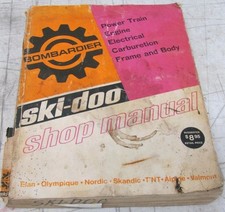 Power Train
Engine
Electrical
Carburetion
Frame and Body
BOMBARDIER
ski-doo
shop manual
$8.95
Elan • Olympique • Nordic • Skandic • T'NT • Alpine • Valmont